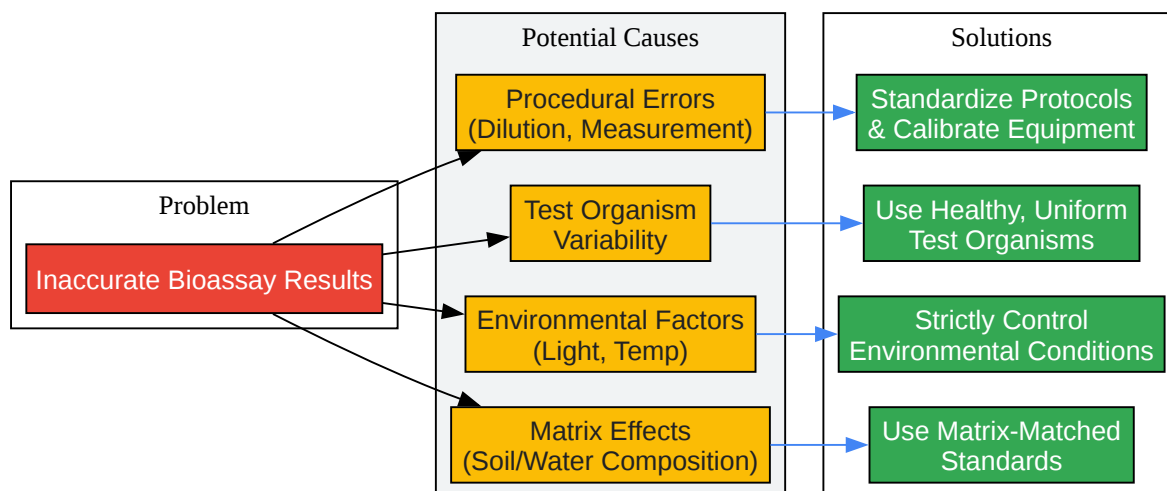 Problem
Inaccurate Bioassay Results
Potential Causes
Procedural Errors
(Dilution, Measurement)
Test Organism
Variability
Environmental Factors
(Light, Temp)
Matrix Effects
(Soil/Water Composition)
Solutions
Standardize Protocols
& Calibrate Equipment
Use Healthy, Uniform
Test Organisms
Strictly Control
Environmental Conditions
Use Matrix-Matched
Standards